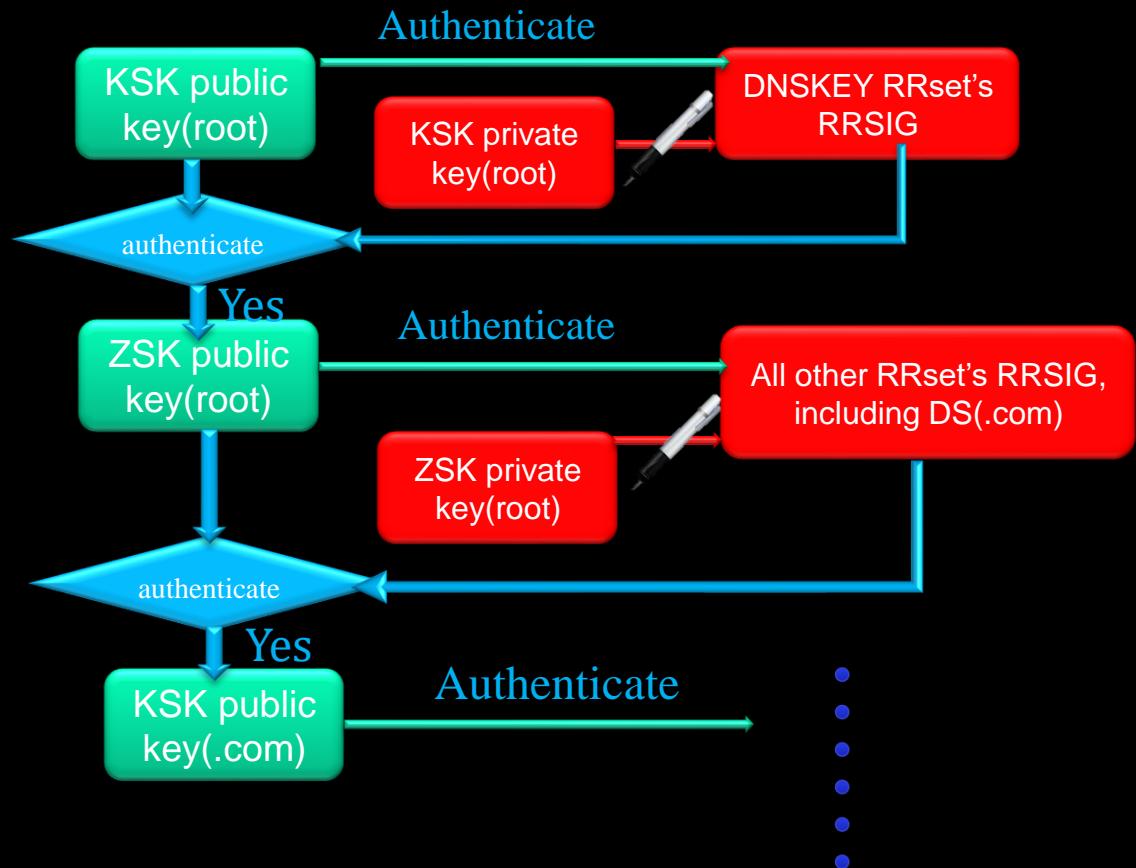 Authenticate
KSK public
key(root)
DNSKEY RRset's
RRSIG
KSK private
key(root)
authenticate
Yes
Authenticate
ZSK public
key(root)
All other RRset's RRSIG,
including DS(.com)
ZSK private
key(root)
authenticate
Yes
Authenticate
KSK public
key(.com)